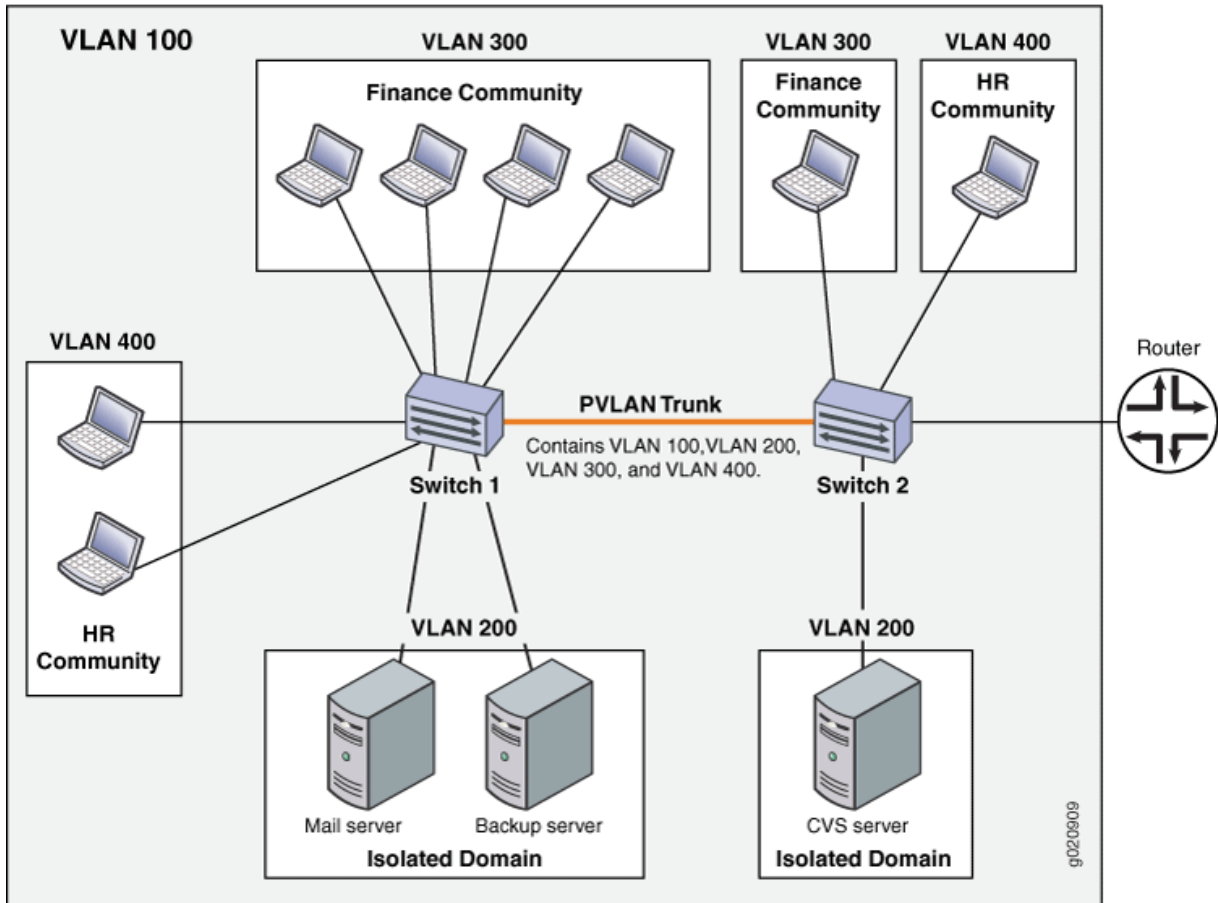 VLAN 100
VLAN 300
Finance Community
VLAN 300
Finance
Community
VLAN 400
HR
Community
VLAN 400
HR
Community
Router
PVLAN Trunk
Contains VLAN 100,VLAN 200,
VLAN 300, and VLAN 400.
Switch 1
Switch 2
VLAN 200
Mail server
Backup server
Isolated Domain
VLAN 200
CVS server
Isolated Domain
g020909